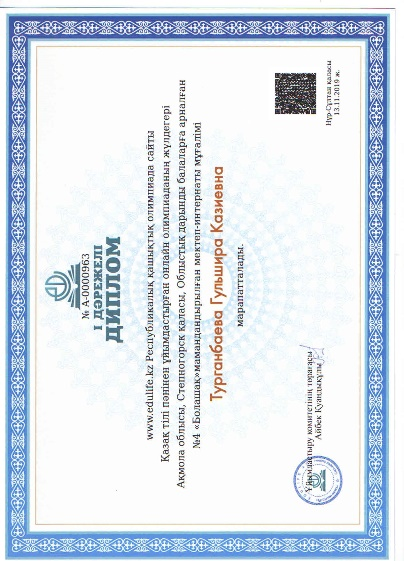 № А-0000963
І ДӘРЕЖЕЛІ
ДИПЛОМ
www.edulife.kz Республикалық қашықтық олимпиада сайты
Қазақ тілі пәнінен ұйымдастырған онлайн олимпиаданың жүлдегері
Ақмола облысы, Степногорск қаласы, Облыстық дарынды балаларға арналған
№4 «Болашақ»мамандандырылған мектеп-интернаты мұғалімі
Турганбаева Гульшира Казиевна
марапатталады.
Ұйымдастыру комитетінің төрағасы
Айбек Қуандықұлы
Нұр-Сұлтан қаласы
13.11.2019 ж.